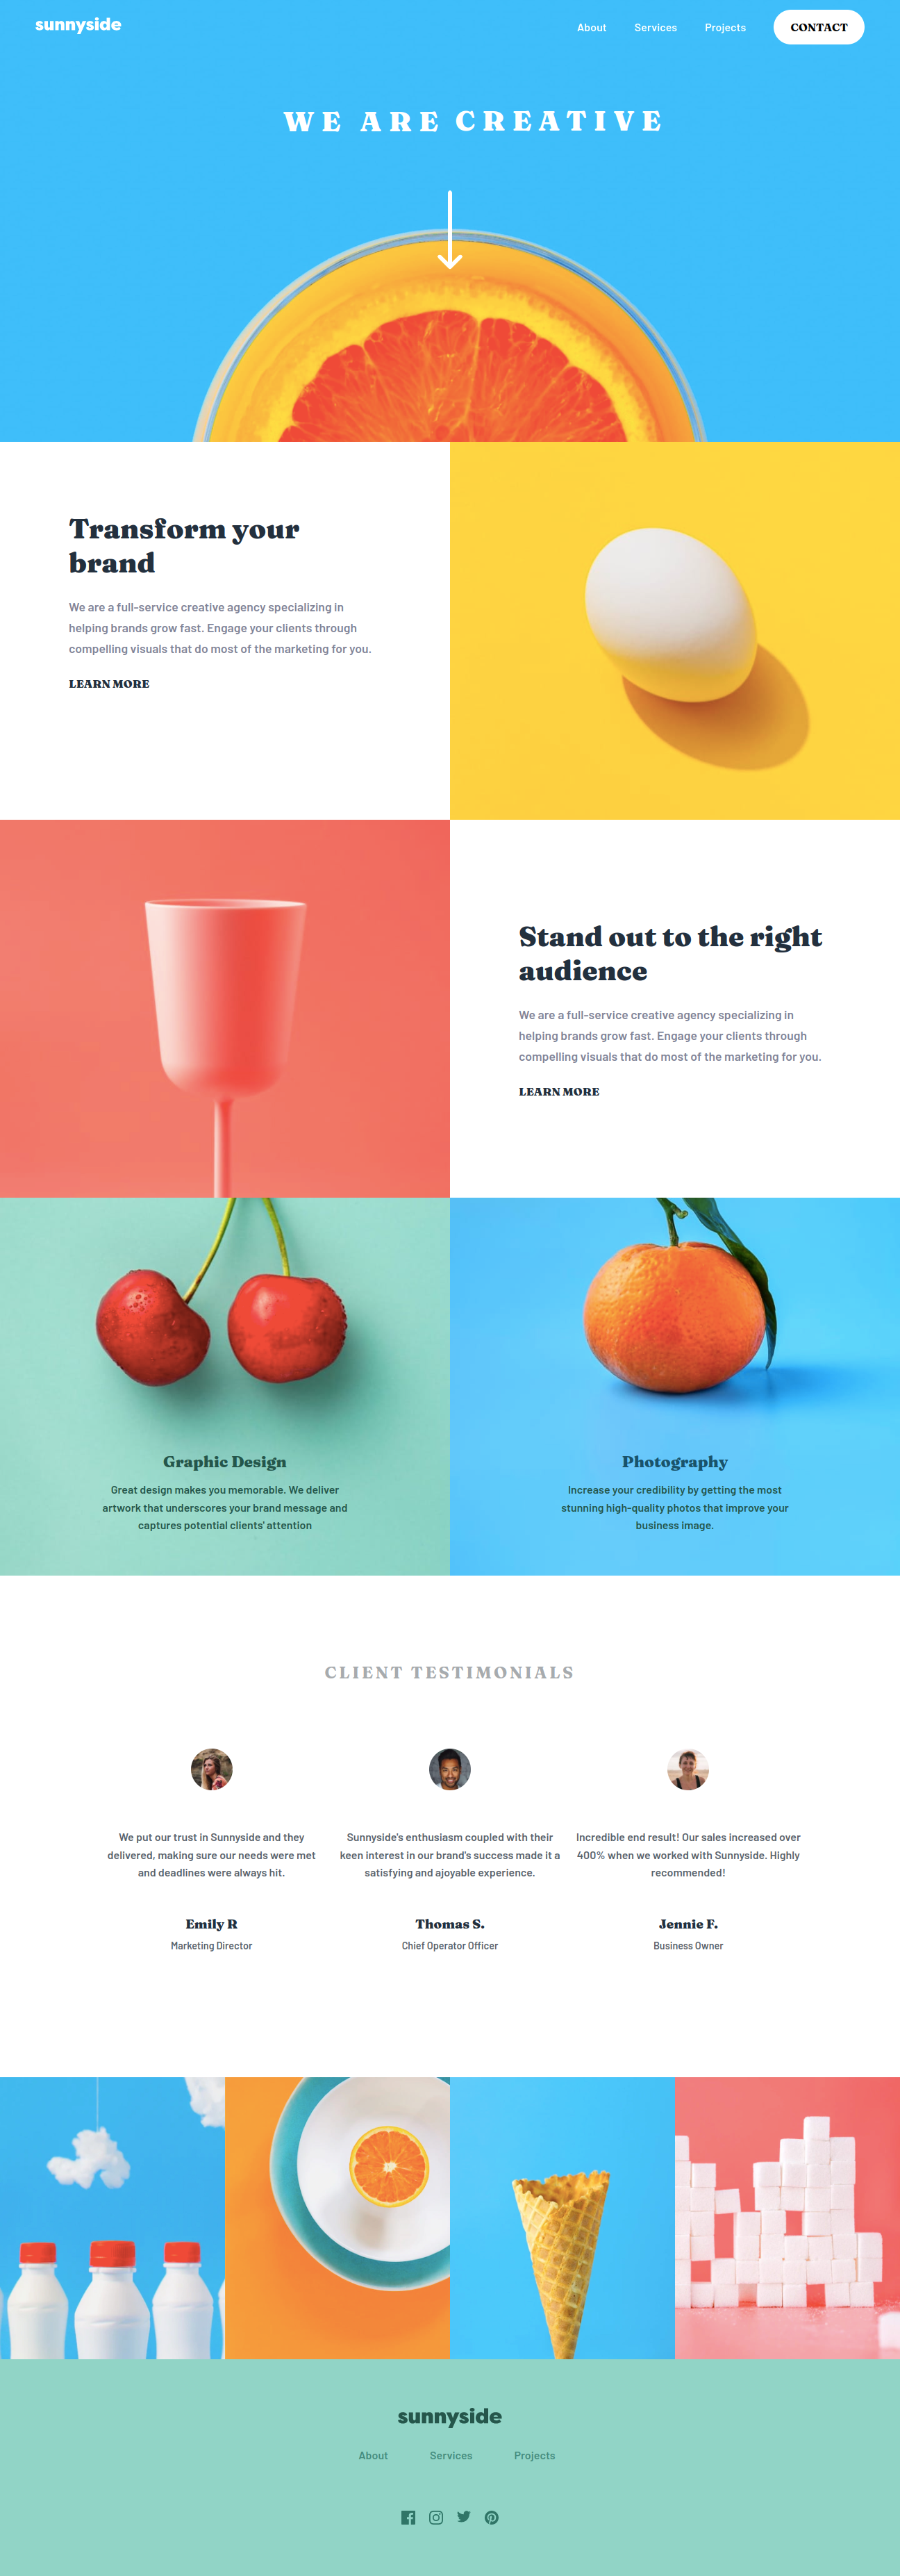 sunnyside
About Services Projects CONTACT
WE ARE CREATIVE
Transform your
brand
We are a full-service creative agency specializing in
helping brands grow fast. Engage your clients through
compelling visuals that do most of the marketing for you.
LEARN MORE
Stand out to the right
audience
We are a full-service creative agency specializing in
helping brands grow fast. Engage your clients through
compelling visuals that do most of the marketing for you.
LEARN MORE
Graphic Design
Great design makes you memorable. We deliver
artwork that underscores your brand message and
captures potential clients' attention
Photography
Increase your credibility by getting the most
stunning high-quality photos that improve your
business image.
CLIENT TESTIMONIALS
We put our trust in Sunnyside and they
delivered, making sure our needs were met
and deadlines were always hit.
Emily R
Marketing Director
Sunnyside's enthusiasm coupled with their
keen interest in our brand's success made it a
satisfying and ajoyable experience.
Thomas S.
Chief Operator Officer
Incredible end result! Our sales increased over
400% when we worked with Sunnyside. Highly
recommended!
Jennie F.
Business Owner
sunnyside
About Services Projects